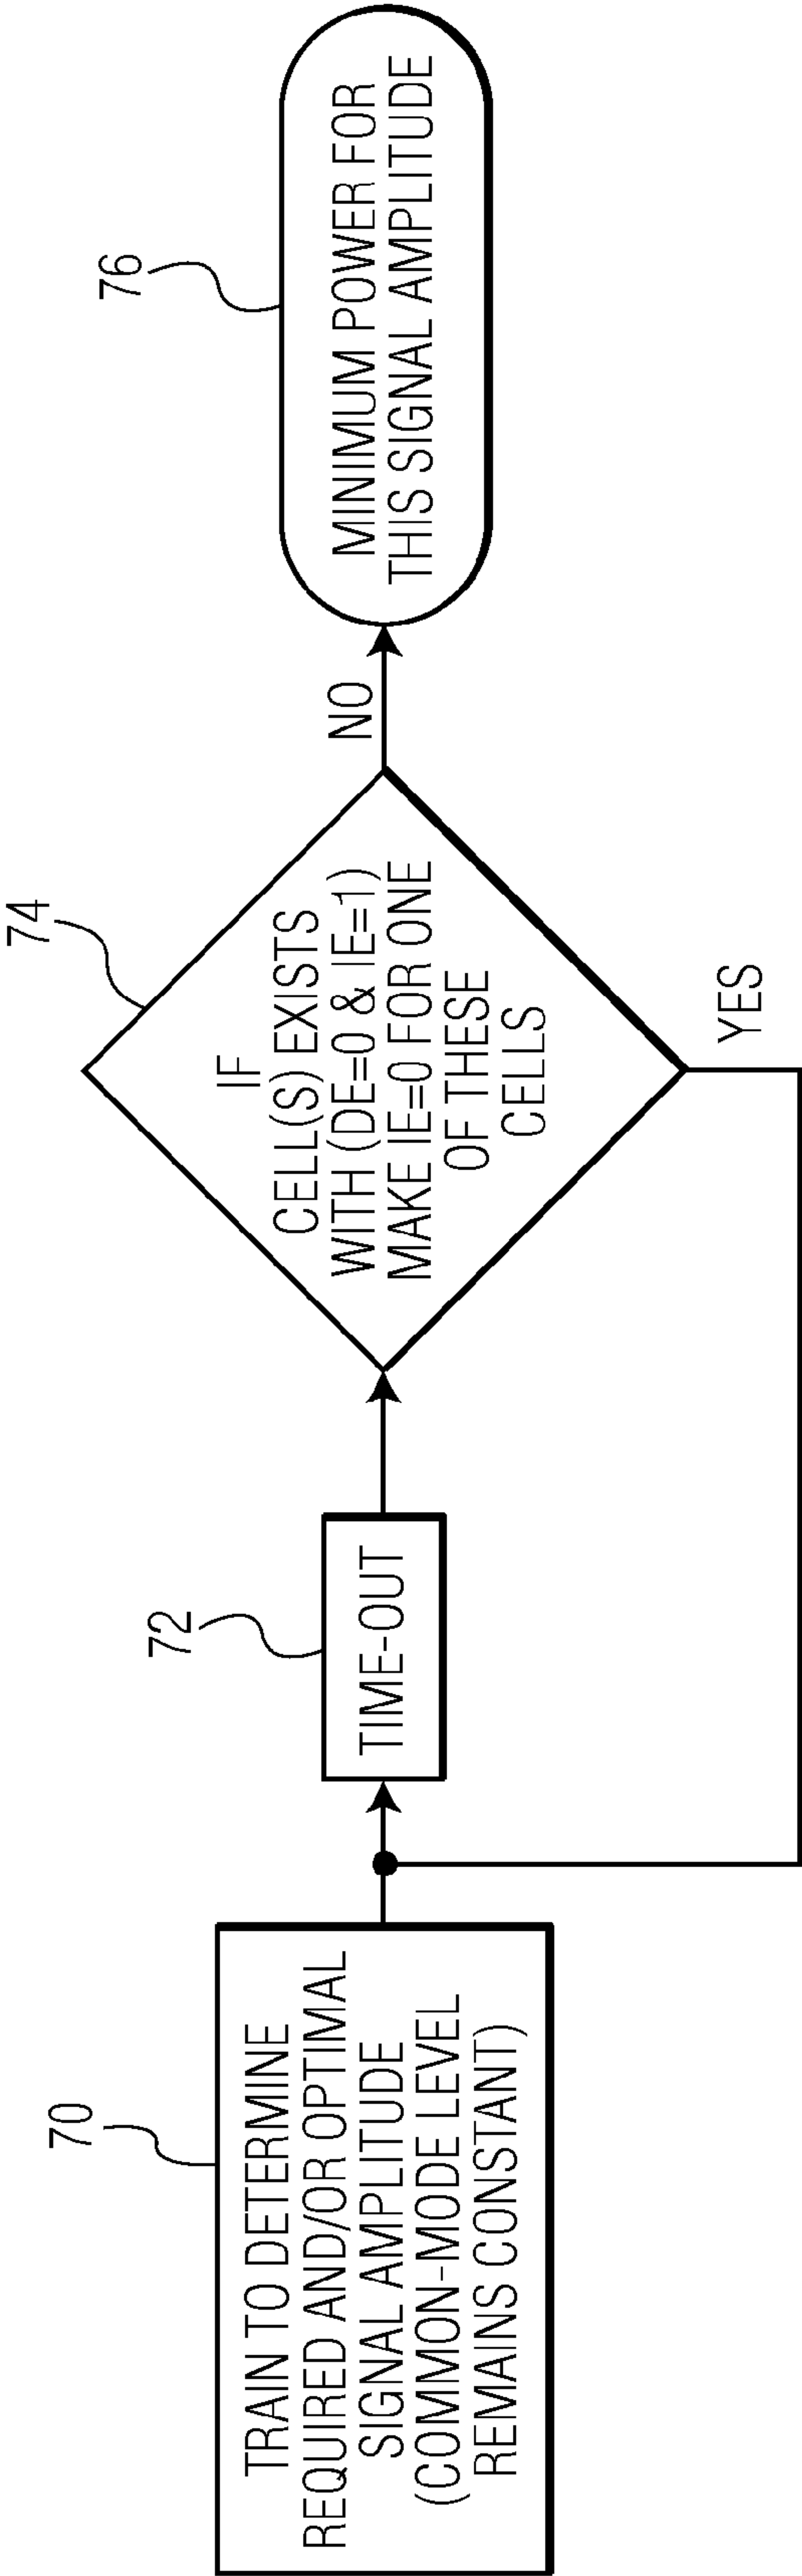 70
TRAIN TO DETERMINE
REQUIRED AND/OR OPTIMAL
SIGNAL AMPLITUDE
(COMMON-MODE LEVEL
REMAINS CONSTANT)
72
TIME-OUT
74
IF
CELL(S) EXISTS
WITH (DE=0 & IE=1)
MAKE IE=0 FOR ONE
OF THESE
CELLS
YES
NO
76
MINIMUM POWER FOR
THIS SIGNAL AMPLITUDE